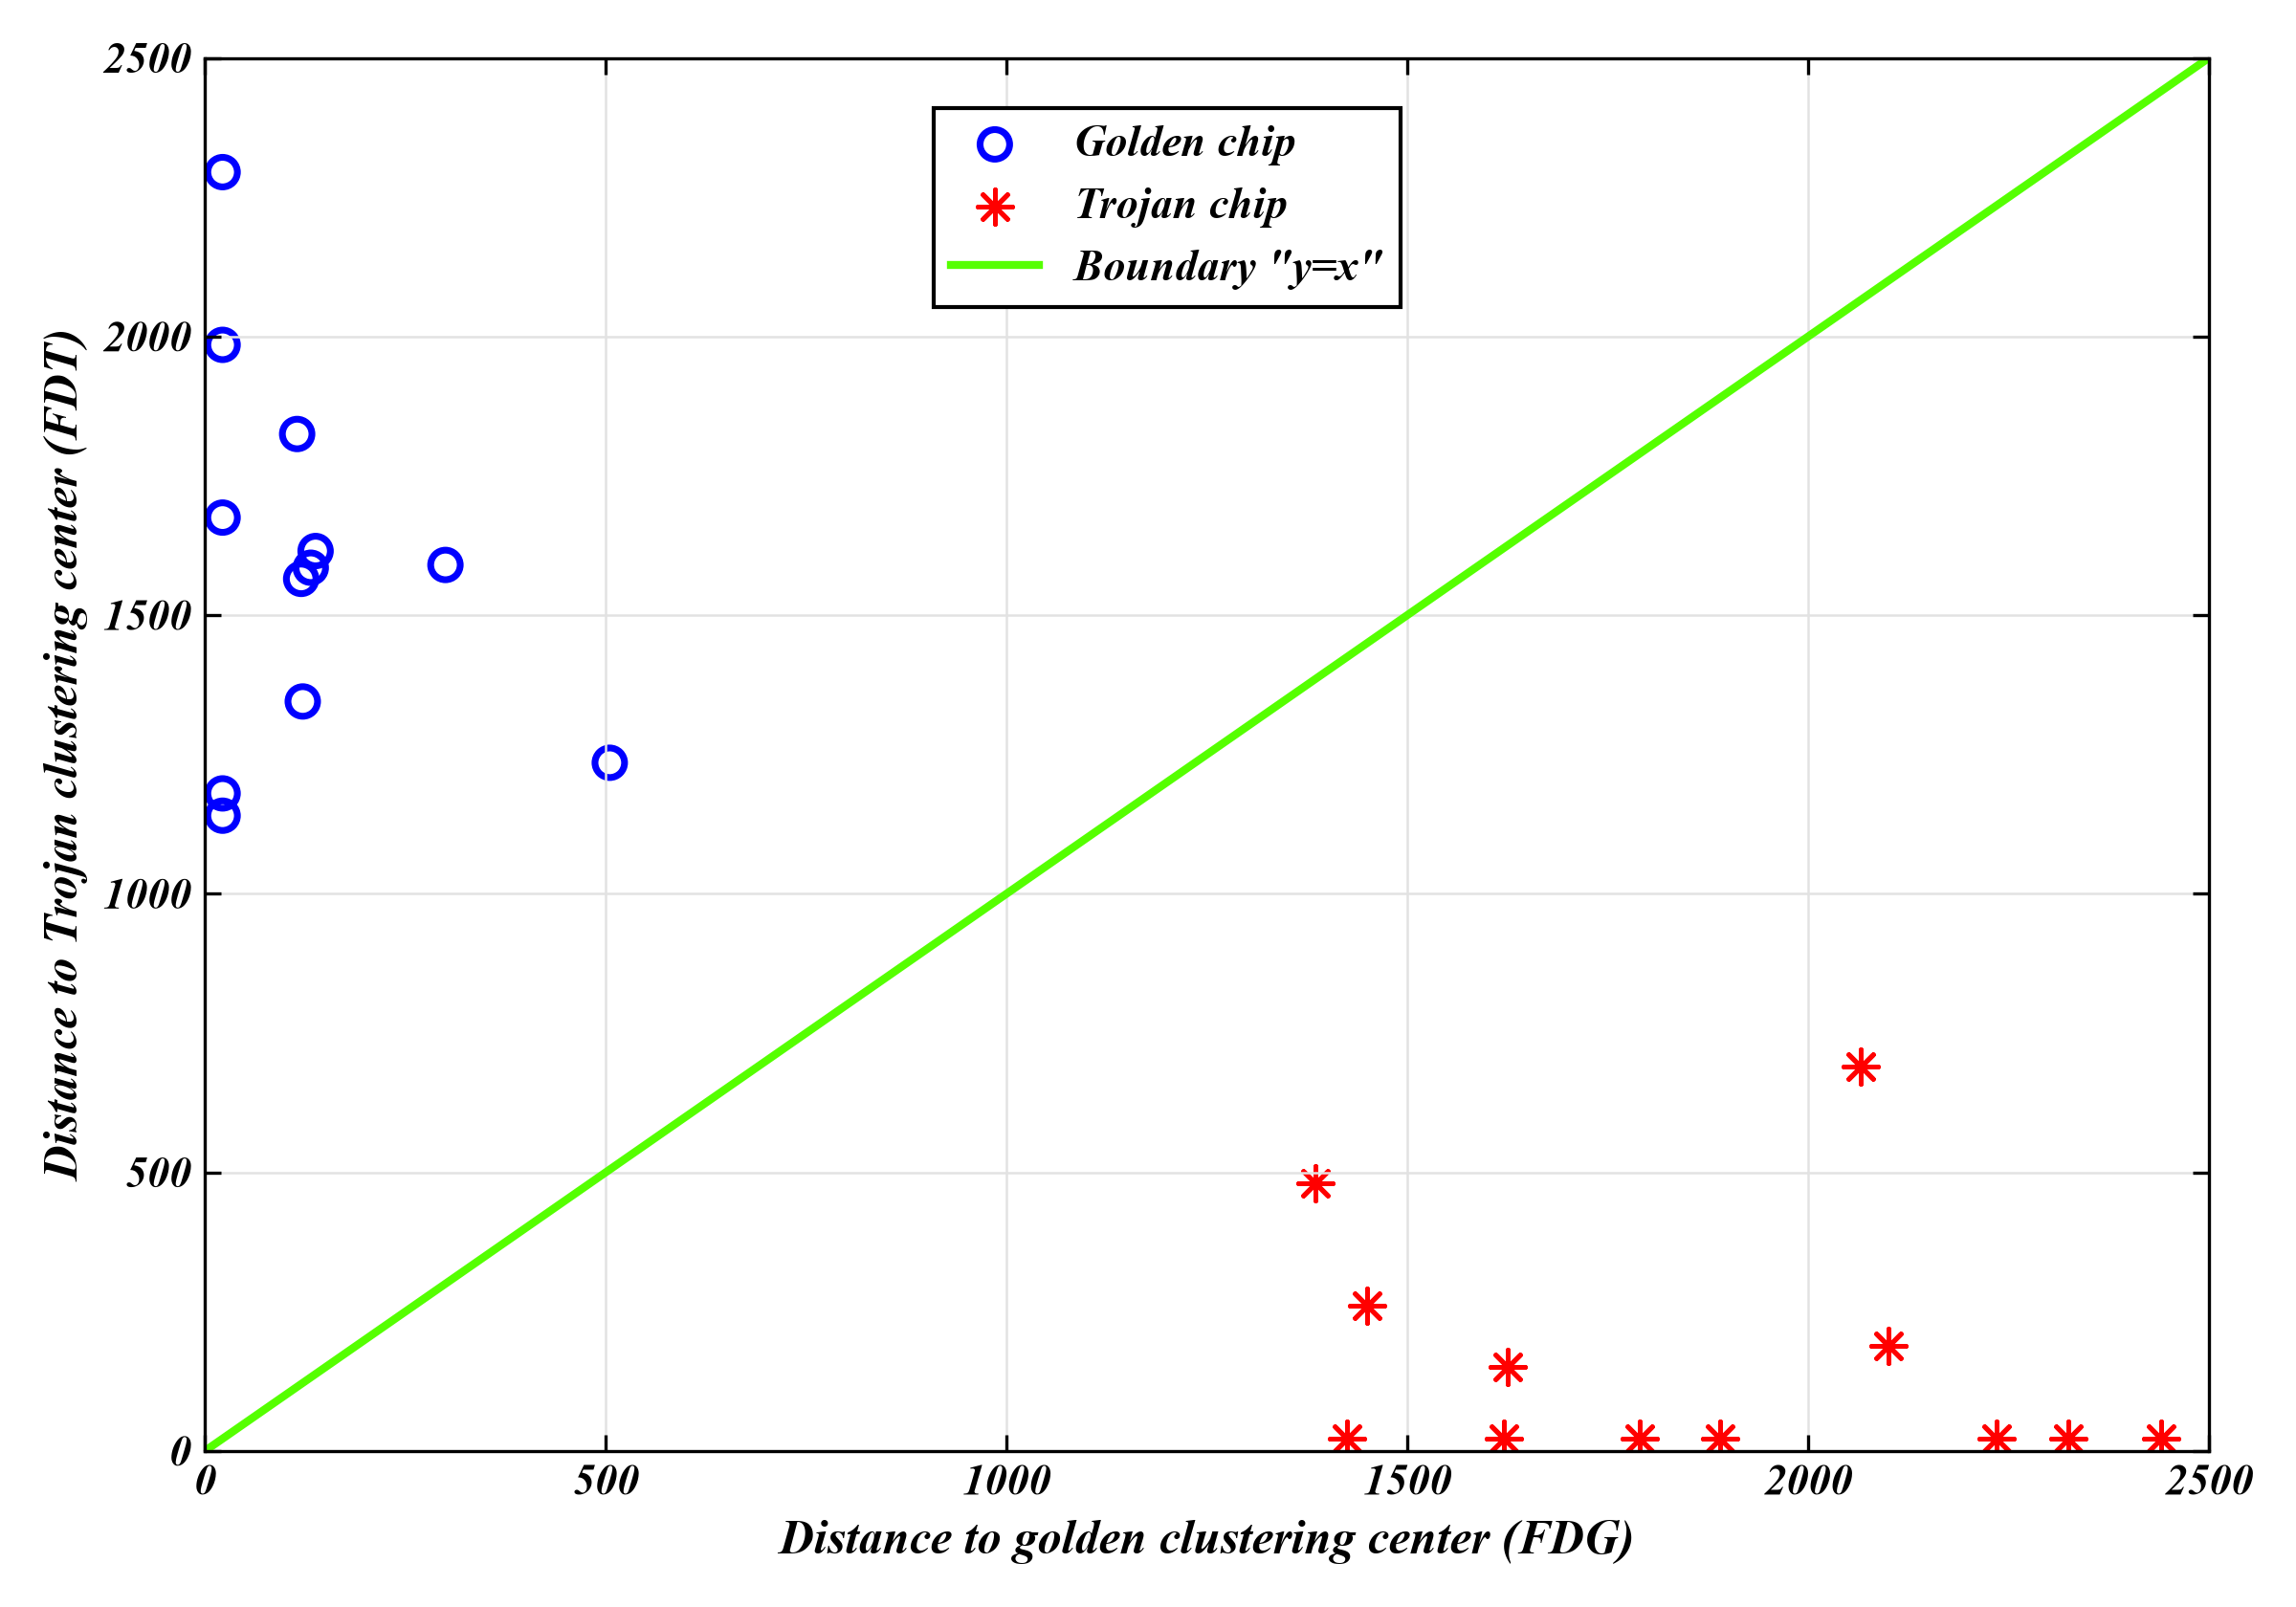 2500
2000
1500
1000
500
0
Distance to Trojan clustering center (FDT)
Golden chip
Trojan chip
Boundary "y=x"
0 500 1000 1500 2000 2500
Distance to golden clustering center (FDG)